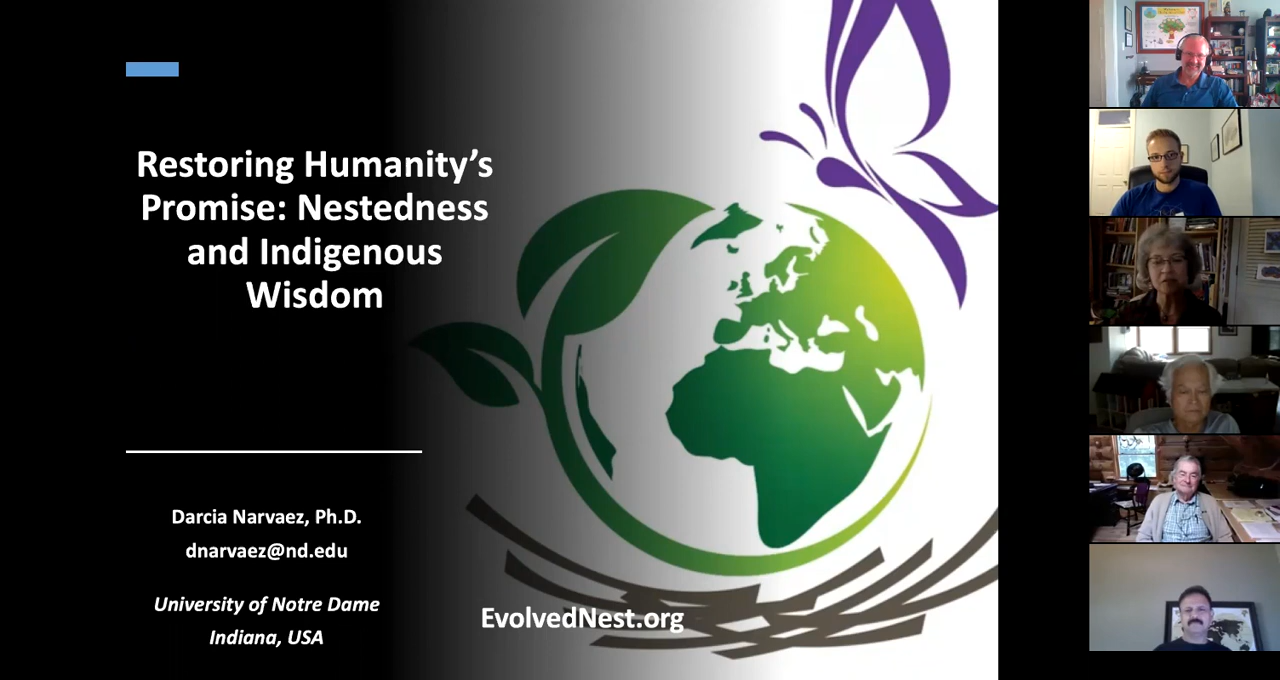 Restoring Humanity’s
Promise: Nestedness
and Indigenous
Wisdom
Darcia Narvaez, Ph.D.
dnarvaez@nd.edu
University of Notre Dame
Indiana, USA
EvolvedNest.org